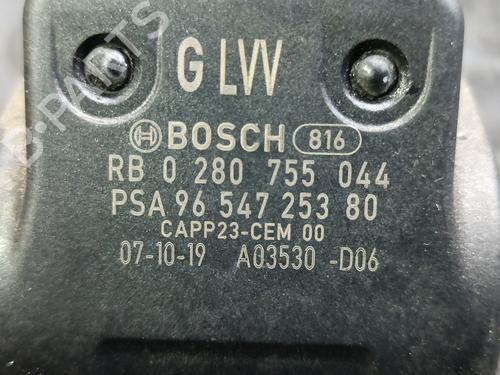 G LVV
BOSCH 816
RB 0 280 755 044
PSA 96 547 253 80
CAPP23-CEM 00
07-10-19 A03530 -D06
B-PARTS